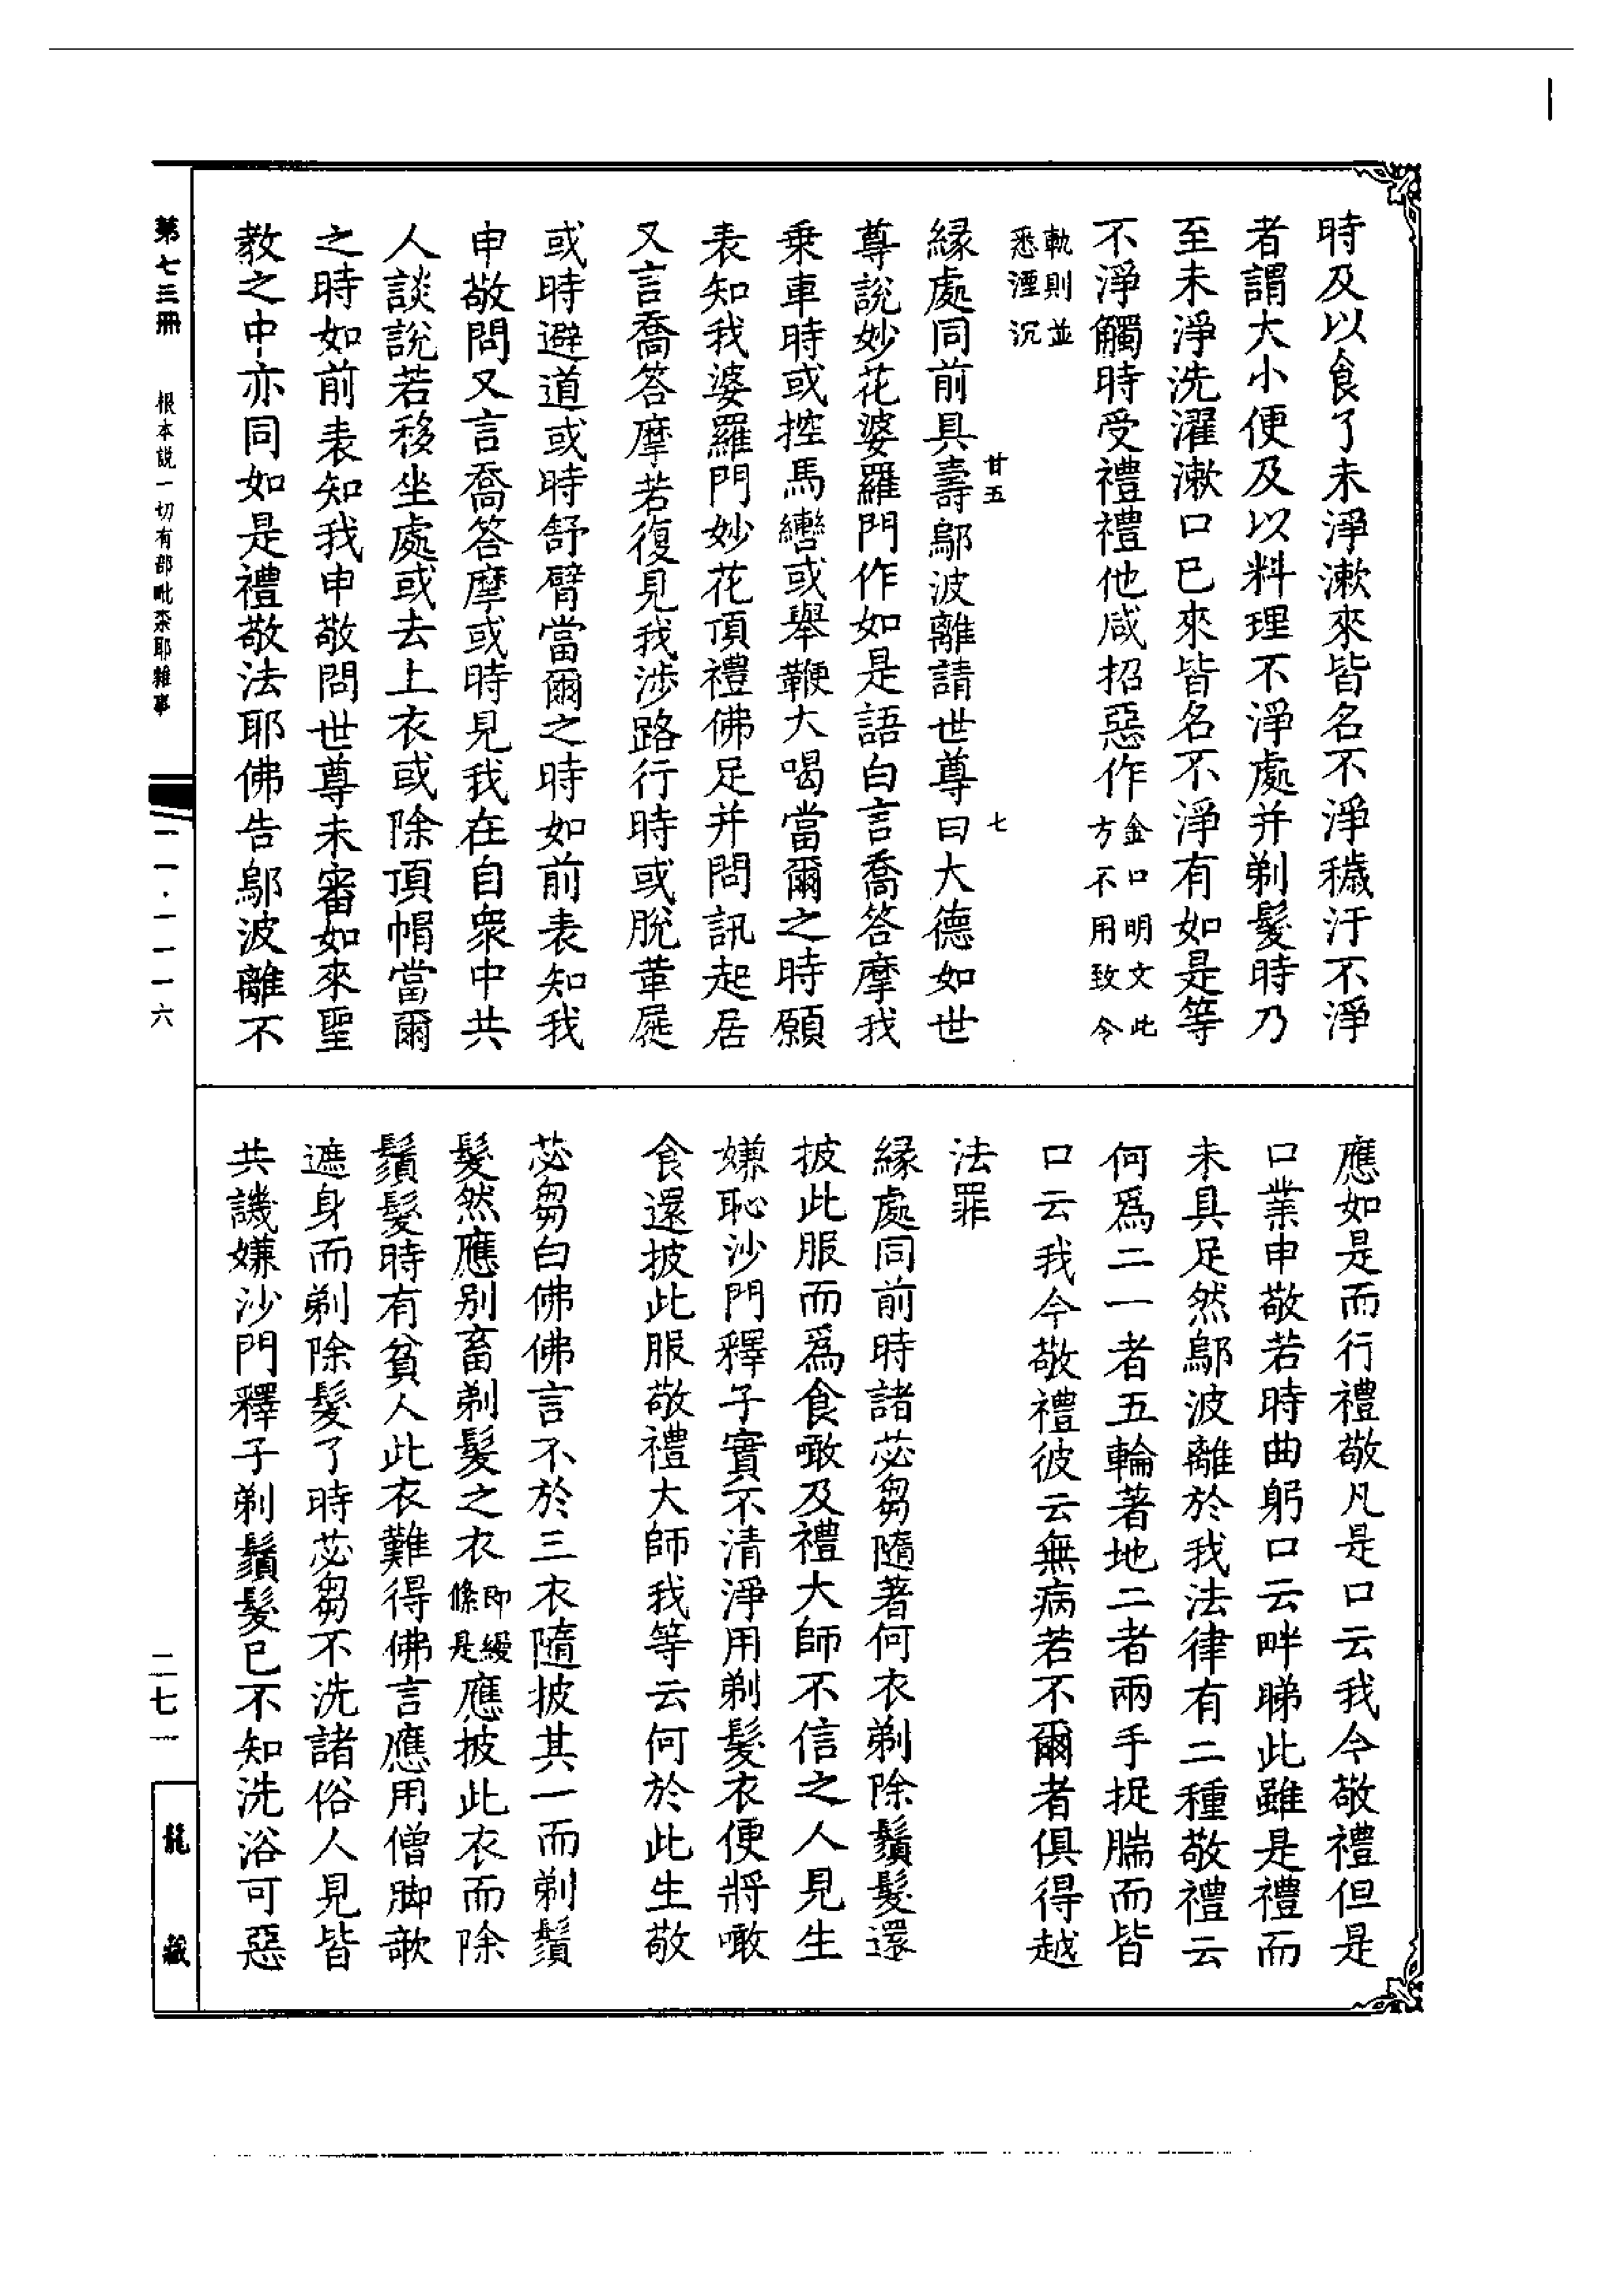 時及以食了未淨漱來皆名不淨穢汙不淨
者謂大小便及以料理不淨處并剃髮時乃
至未淨洗濯漱口已來皆名不淨有如是等
不淨觸時受禮禮他咸招惡作金口明文此方不用致令
軌則並悉湮沉
廿五 七
緣處同前具壽鄔波離請世尊曰大德如世
尊說妙花婆羅門作如是語白言喬答摩我
乘車時或控馬轡或舉鞭大喝當爾之時願
表知我婆羅門妙花頂禮佛足并問訊起居
又言喬答摩若復見我涉路行時或脫革屣
或時避道或時舒臂當爾之時如前表知我
申敬問又言喬答摩或時見我在自眾中共
人談說若移坐處或去上衣或除頂帽當爾
之時如前表知我申敬問世尊未審如來聖
教之中亦同如是禮敬法耶佛告鄔波離不
應如是而行禮敬凡是口云我今敬禮但是
口業申敬若時曲躬口云畔睇此雖是禮而
未具足然鄔波離於我法律有二種敬禮云
何爲二一者五輪著地二者兩手捉腨而皆
口云我今敬禮彼云無病若不爾者俱得越
法罪
緣處同前時諸苾芻隨著何衣剃除鬚髮還
披此服而爲食噉及禮大師不信之人見生
嫌恥沙門釋子實不清淨用剃髮衣便將噉
食還披此服敬禮大師我等云何於此生敬
苾芻白佛佛言不於三衣隨披其一而剃鬚
髮然應別畜剃髮之衣即縵條是應披此衣而除
鬚髮時有貧人此衣難得佛言應用僧腳敧
遮身而剃除髮了時苾芻不洗諸俗人見皆
共譏嫌沙門釋子剃鬚髮已不知洗浴可惡
第七三冊 根本說一切有部毗奈耶雜事 一一·一一一六 二七一 龍藏